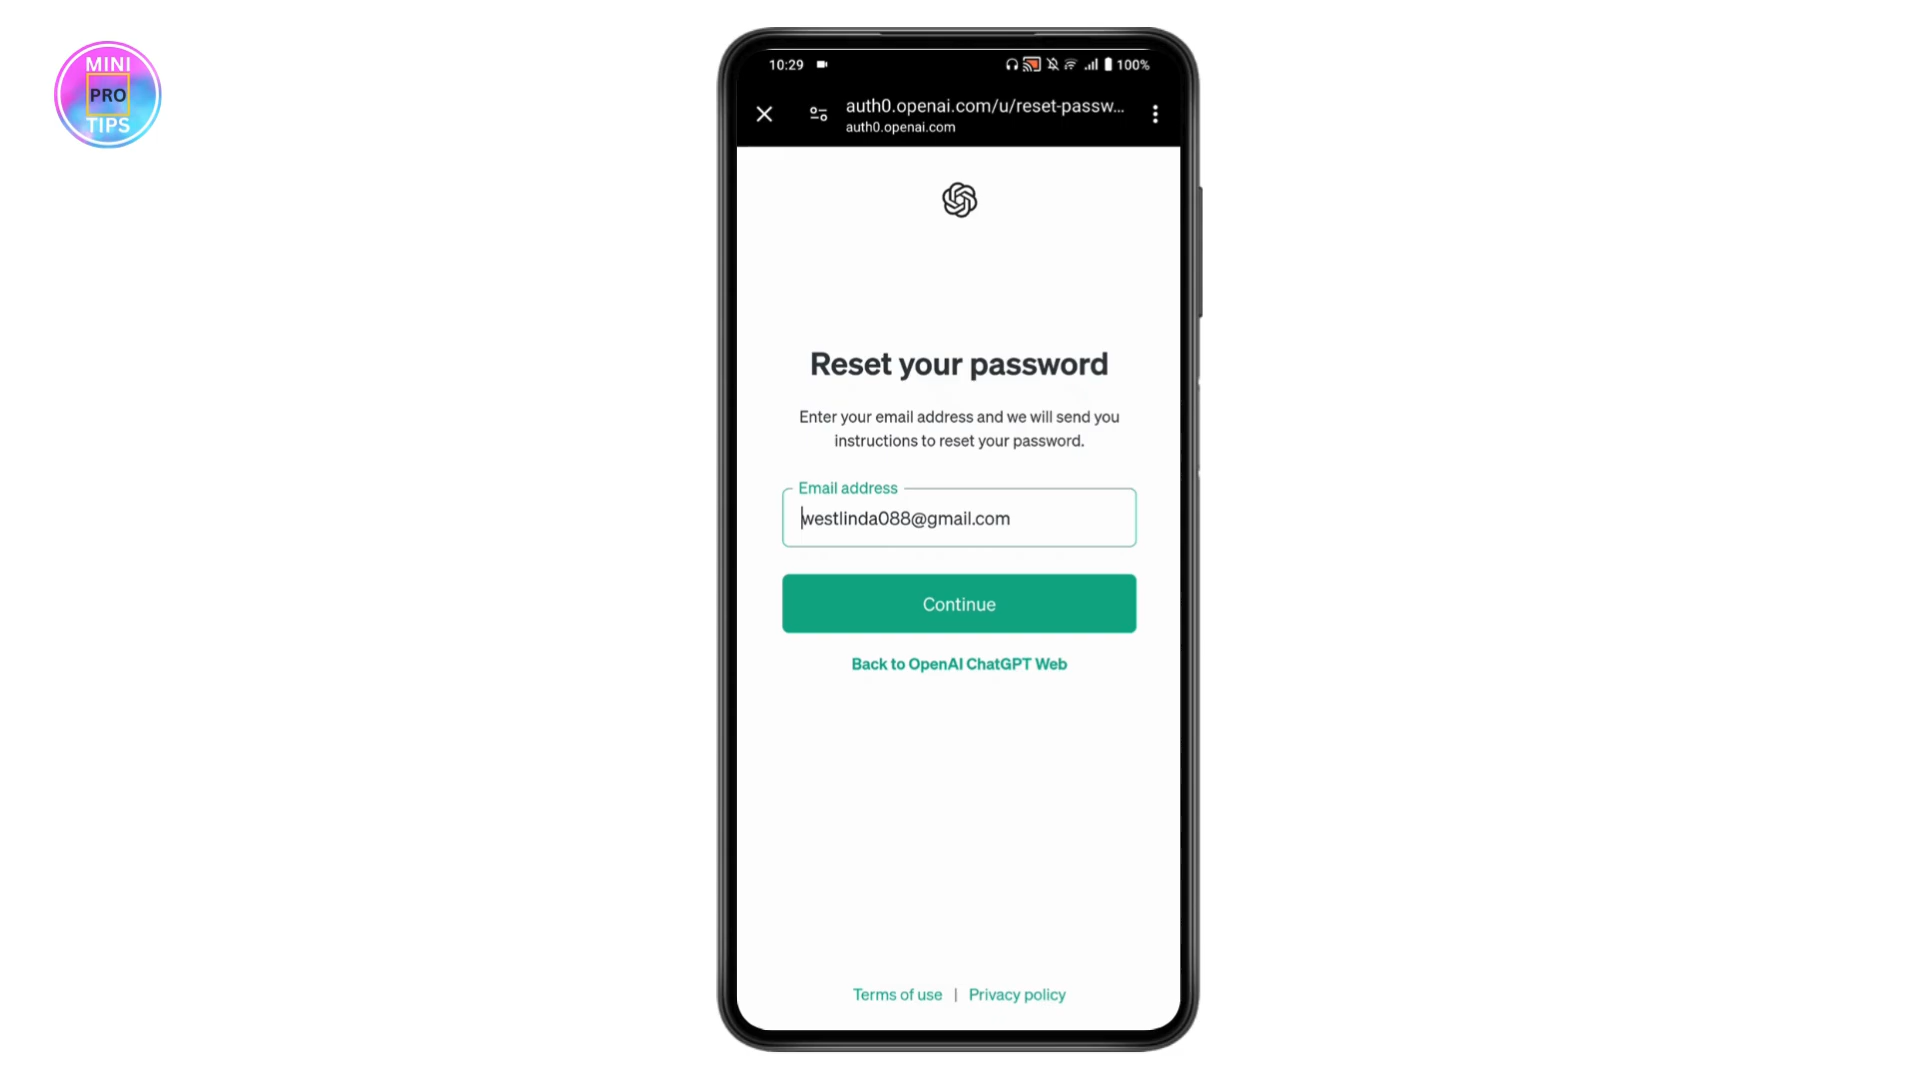 MINI
PRO
TIPS
10:29
100%
auth0.openai.com/u/reset-passw...
auth0.openai.com
Reset your password
Enter your email address and we will send you
instructions to reset your password.
Email address
westlinda088@gmail.com
Continue
Back to OpenAI ChatGPT Web
Terms of use | Privacy policy